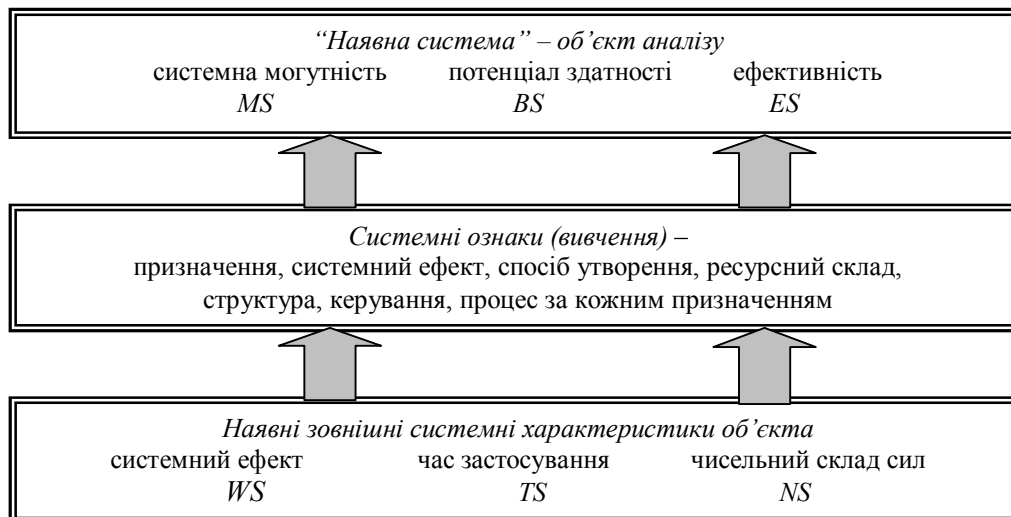 “Наявна система” – об’єкт аналізу
системна могутність потенціал здатності ефективність
MS BS ES
Системні ознаки (вивчення) –
призначення, системний ефект, спосіб утворення, ресурсний склад,
структура, керування, процес за кожним призначенням
Наявні зовнішні системні характеристики об’єкта
системний ефект час застосування чисельний склад сил
WS TS NS